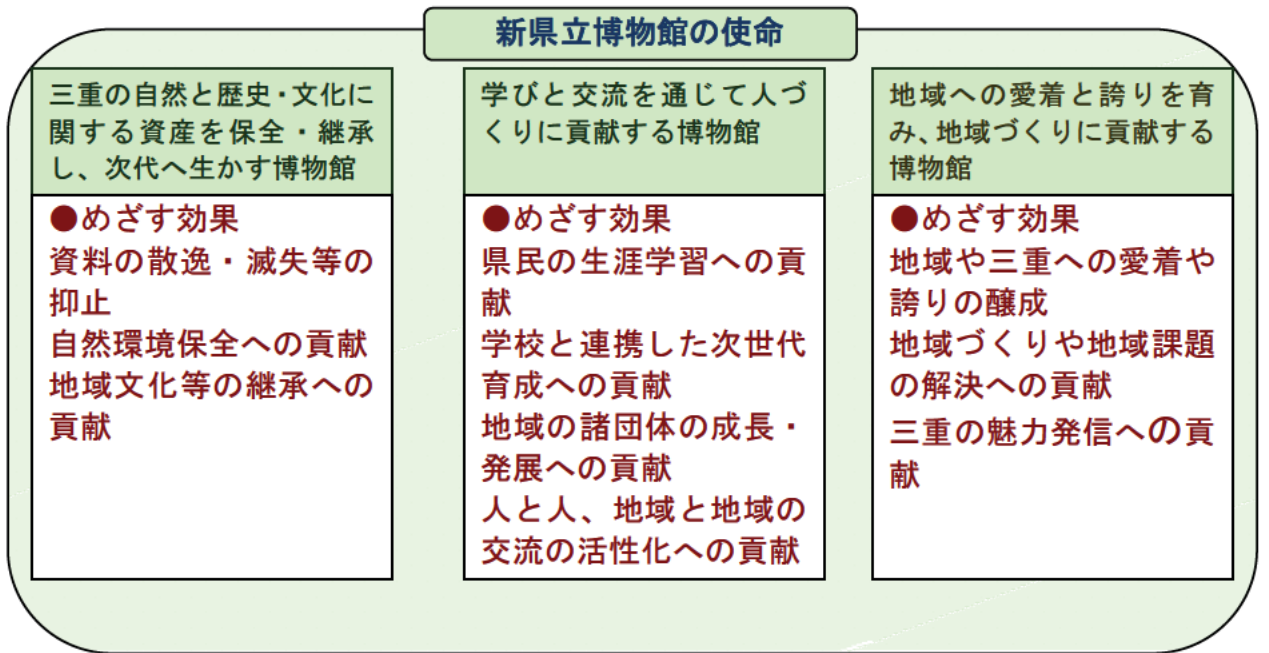 新県立博物館の使命
三重の自然と歴史・文化に
関する資産を保全・継承
し、次代へ生かす博物館
●めざす効果
資料の散逸・滅失等の
抑止
自然環境保全への貢献
地域文化等の継承への
貢献
学びと交流を通じて人づ
くりに貢献する博物館
●めざす効果
県民の生涯学習への貢
献
学校と連携した次世代
育成への貢献
地域の諸団体の成長・
発展への貢献
人と人、地域と地域の
交流の活性化への貢献
地域への愛着と誇りを育
み、地域づくりに貢献する
博物館
●めざす効果
地域や三重への愛着や
誇りの醸成
地域づくりや地域課題
の解決への貢献
三重の魅力発信への貢
献